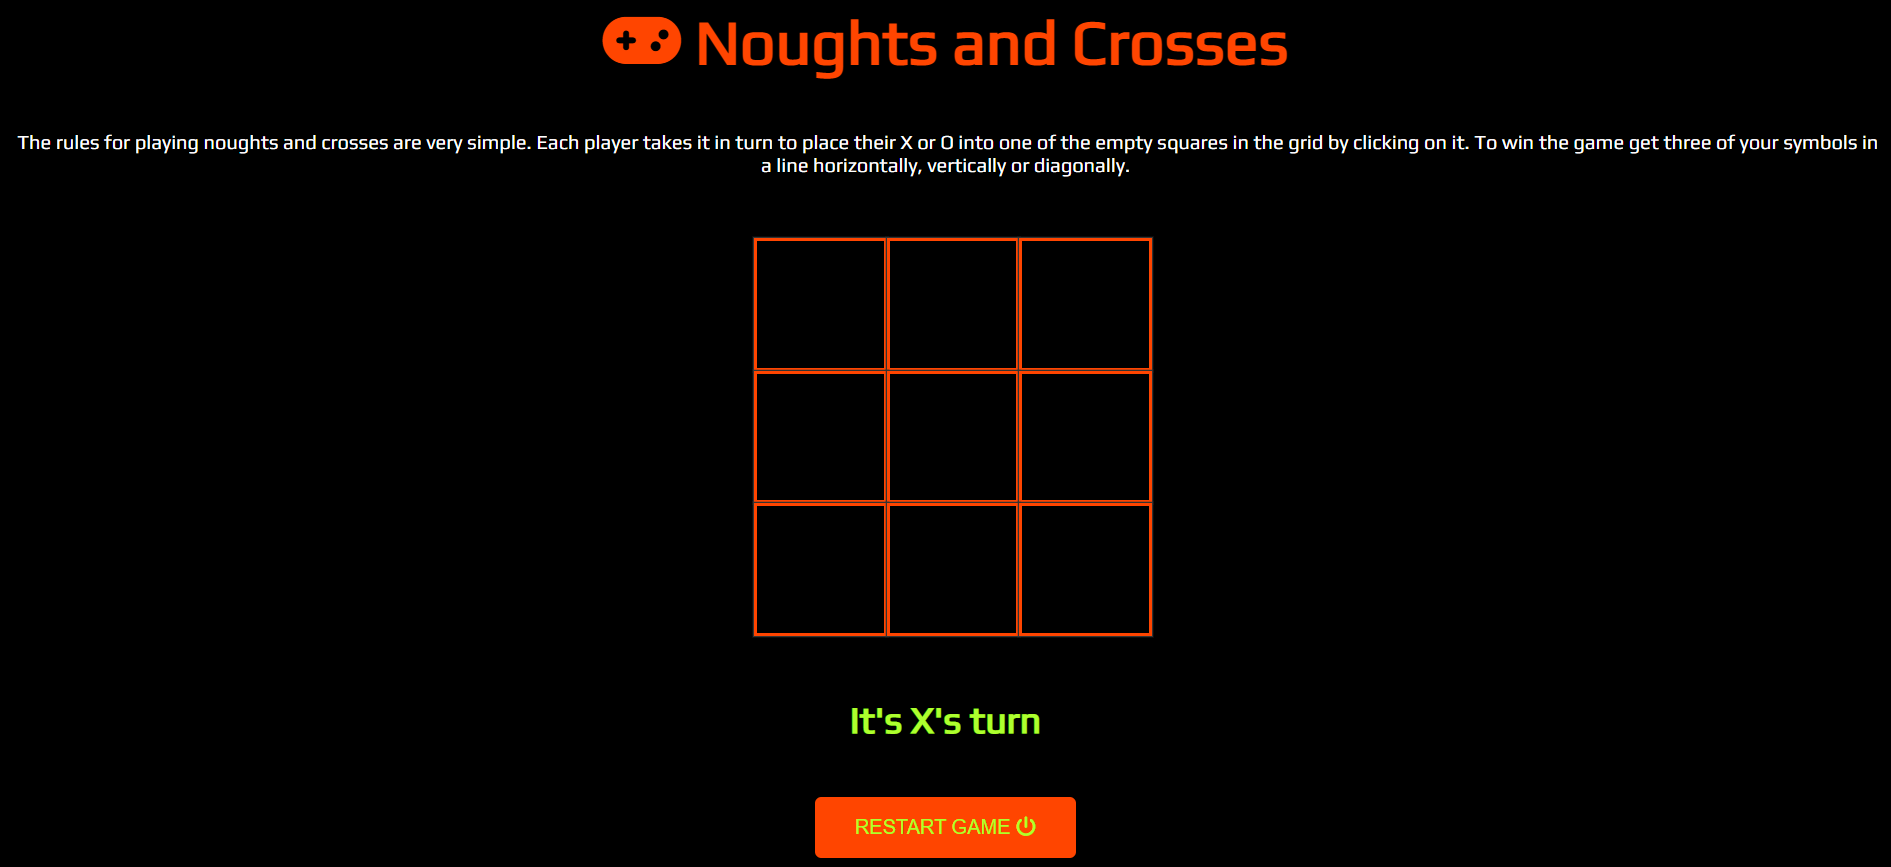 Noughts and Crosses
The rules for playing noughts and crosses are very simple. Each player takes it in turn to place their X or O into one of the empty squares in the grid by clicking on it. To win the game get three of your symbols in
a line horizontally, vertically or diagonally.
It's X's turn
RESTART GAME